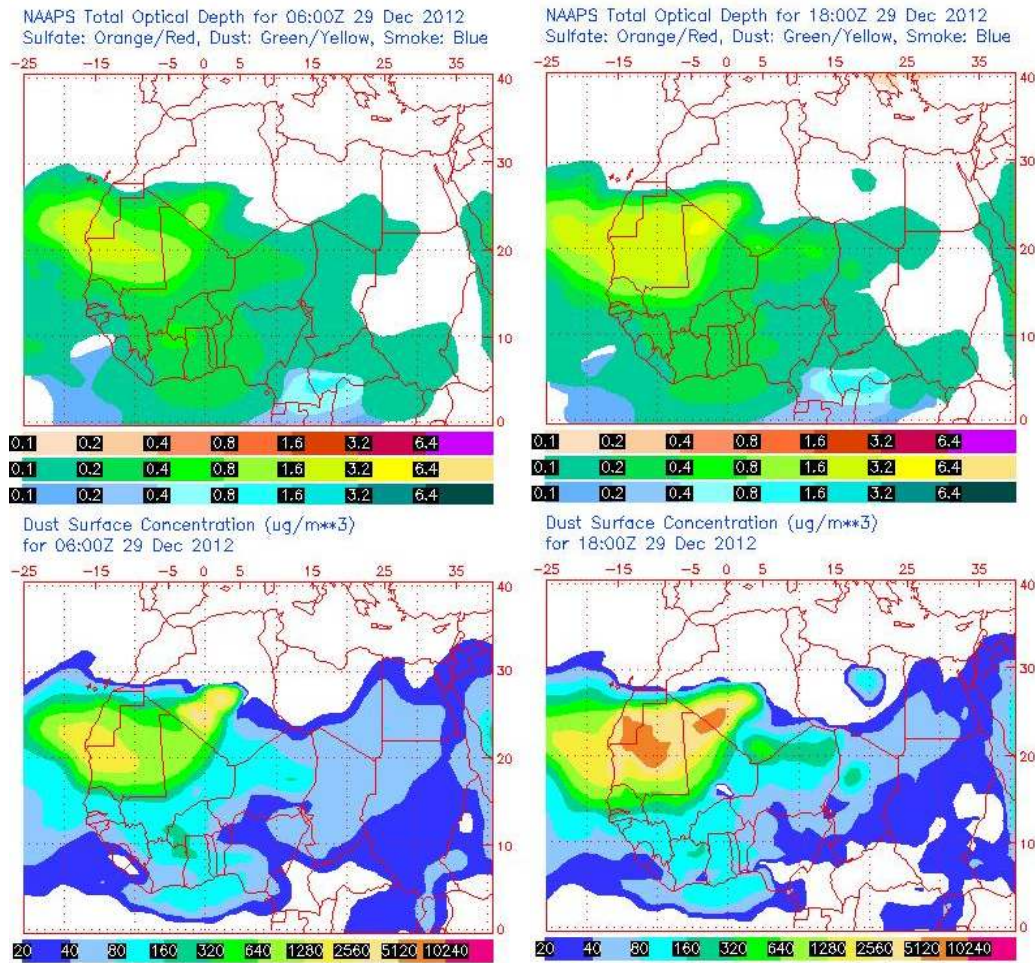 NAAPS Total Optical Depth for 06:00Z 29 Dec 2012
Sulfate: Orange/Red, Dust: Green/Yellow, Smoke: Blue
-25 -15 -5 0 5 15 25 35
40
30
20
10
0
0.1 0.2 0.4 0.8 1.6 3.2 6.4
0.1 0.2 0.4 0.8 1.6 3.2 6.4
0.1 0.2 0.4 0.8 1.6 3.2 6.4
NAAPS Total Optical Depth for 18:00Z 29 Dec 2012
Sulfate: Orange/Red, Dust: Green/Yellow, Smoke: Blue
-25 -15 -5 0 5 15 25 35
40
30
20
10
0
0.1 0.2 0.4 0.8 1.6 3.2 6.4
0.1 0.2 0.4 0.8 1.6 3.2 6.4
0.1 0.2 0.4 0.8 1.6 3.2 6.4
Dust Surface Concentration (ug/m**3)
for 06:00Z 29 Dec 2012
-25 -15 -5 0 5 15 25 35
40
30
20
10
0
20 40 80 160 320 640 1280 2560 5120 10240
Dust Surface Concentration (ug/m**3)
for 18:00Z 29 Dec 2012
-25 -15 -5 0 5 15 25 35
40
30
20
10
0
20 40 80 160 320 640 1280 2560 5120 10240